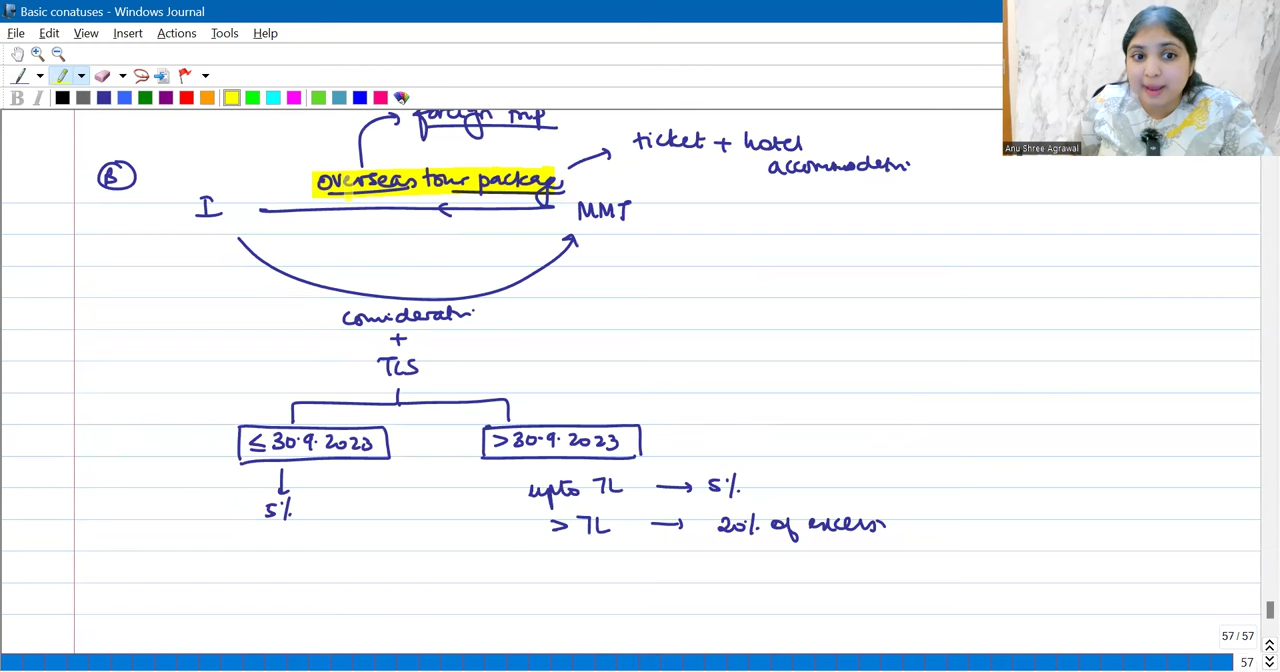 Basic conatuses - Windows Journal
File Edit View Insert Actions Tools Help
B I
Anu Shree Agrawal
foreign trip
ticket + hotel
accommodatn
B
overseas tour package
I MMT
consideratn
+
TCS
≤ 30.9.2023 > 30.9.2023
5%
upto 7L → 5%
> 7L → 20% of excess
57 / 57
57